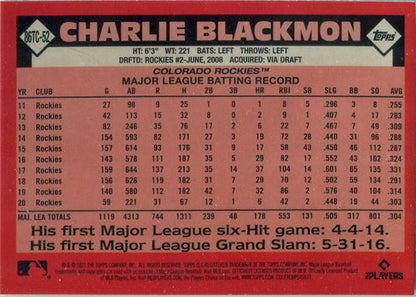 86TC-52
CHARLIE BLACKMON
Topps
HT: 6'3" WT: 221 BATS: LEFT THROWS: LEFT
DRFTD: ROCKIES #2-JUNE, 2008 ACQUIRED: VIA DRAFT
COLORADO ROCKIES™
MAJOR LEAGUE BATTING RECORD
YR CLUB G AB R H 2B 3B HR RBI SB SLG BB SO AVG
11 Rockies 27 98 9 25 1 0 1 8 5 .296 3 8 .255
12 Rockies 42 113 15 32 8 0 2 9 1 .407 4 17 .283
13 Rockies 82 246 35 76 17 2 6 22 7 .467 7 49 .309
14 Rockies 154 593 82 171 27 3 19 72 28 .440 31 96 .288
15 Rockies 157 614 93 176 31 9 17 58 43 .450 46 112 .287
16 Rockies 143 578 111 187 35 5 29 82 17 .552 43 102 .324
17 Rockies 159 644 137 213 35 14 37 104 14 .601 65 135 .331
18 Rockies 156 626 119 182 31 7 29 70 12 .502 59 134 .291
19 Rockies 140 580 112 182 42 7 32 86 2 .576 40 104 .314
20 Rockies 59 221 31 67 12 1 6 42 2 .448 19 44 .303
MAJ. LEA TOTALS 1119 4313 744 1311 239 48 178 553 131 .505 317 801 .304
His first Major League six-Hit game: 4-4-14.
His first Major League Grand Slam: 5-31-16.
PLAYERS